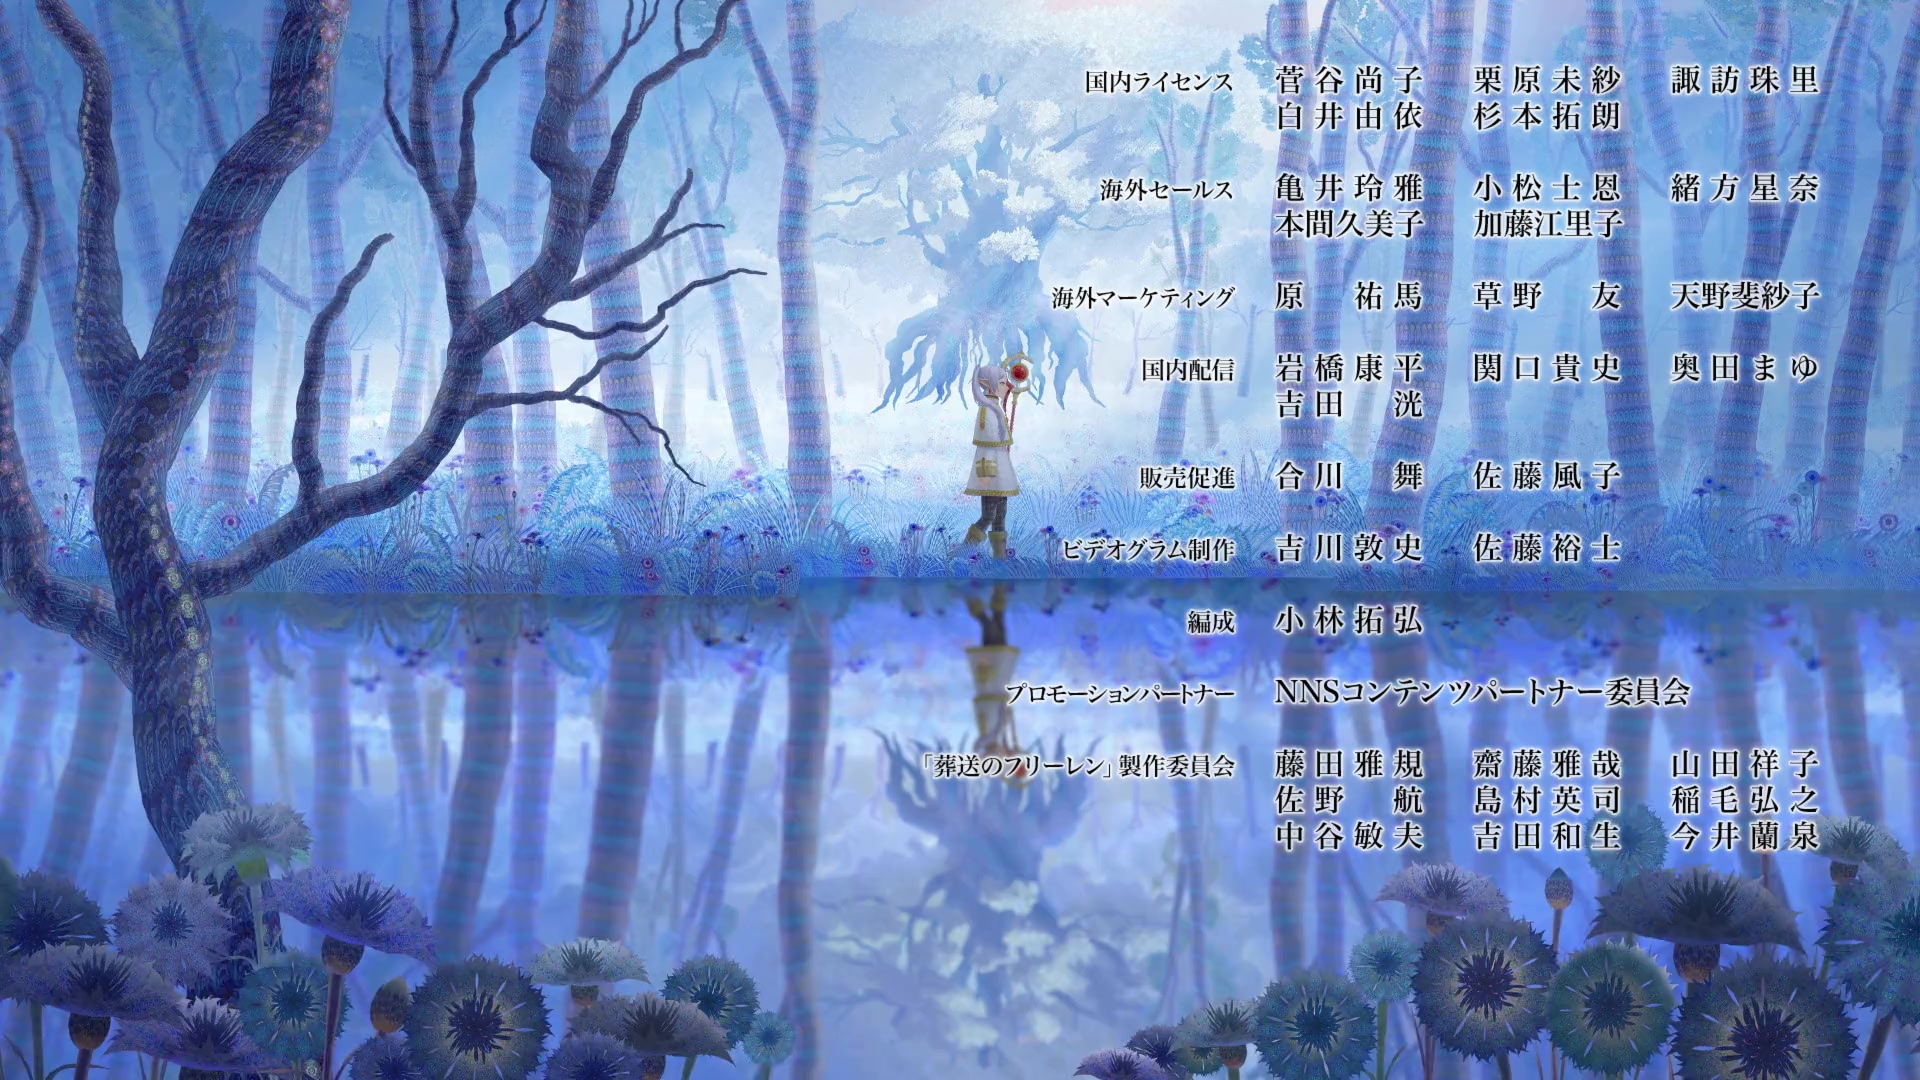 国内ライセンス 菅谷尚子 栗原未紗 諏訪珠里
白井由依 杉本拓朗
海外セールス 亀井玲雅 小松士恩 緒方星奈
本間久美子 加藤江里子
海外マーケティング 原祐馬 草野友 天野斐紗子
国内配信 岩橋康平 関口貴史 奥田まゆ
吉田洸
販売促進 合川舞 佐藤風子
ビデオグラム制作 吉川敦史 佐藤裕士
編成 小林拓弘
プロモーションパートナー NNSコンテンツパートナー委員会
「葬送のフリーレン」製作委員会 藤田雅規 齋藤雅哉 山田祥子
佐野航 島村英司 稲毛弘之
中谷敏夫 吉田和生 今井蘭泉